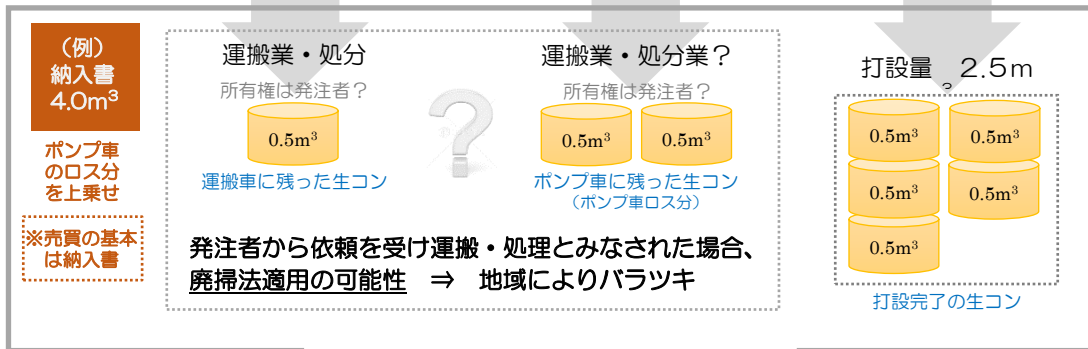 (例)
納入書
4.0m³
ポンプ車
のロス分
を上乗せ
※売買の基本
は納入書
運搬業・処分
所有権は発注者?
0.5m³
運搬車に残った生コン
運搬業・処分業?
所有権は発注者?
0.5m³ 0.5m³
ポンプ車に残った生コン
(ポンプ車ロス分)
発注者から依頼を受け運搬・処理とみなされた場合、
廃掃法適用の可能性 ⇒ 地域によりバラツキ
打設量 2.5m
3
0.5m³
0.5m³
0.5m³
0.5m³
0.5m³
打設完了の生コン